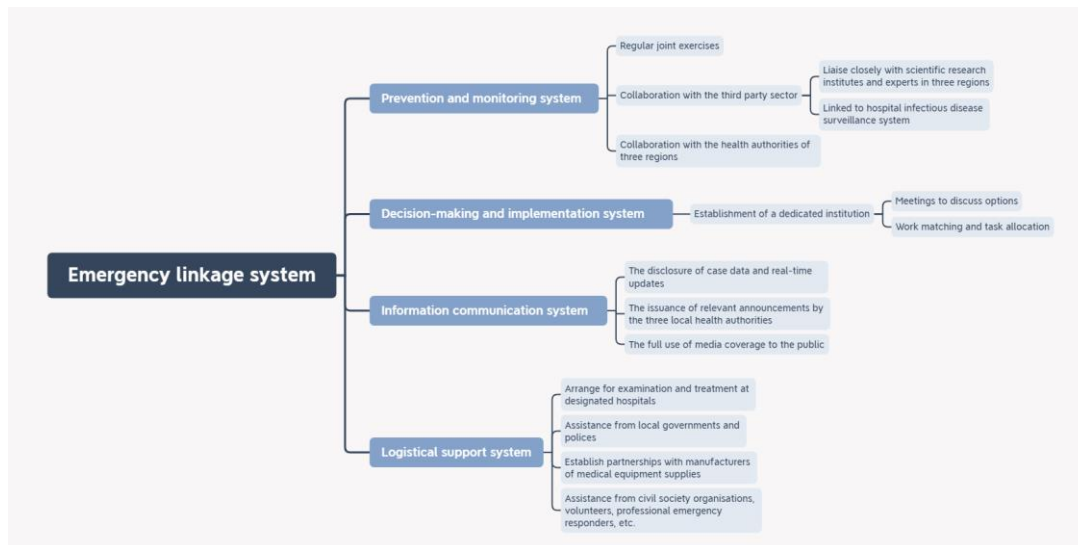 Emergency linkage system
Prevention and monitoring system
Regular joint exercises
Collaboration with the third party sector
Liaise closely with scientific research
institutes and experts in three regions
Linked to hospital infectious disease
surveillance system
Collaboration with the health authorities of
three regions
Decision-making and implementation system
Establishment of a dedicated institution
Meetings to discuss options
Work matching and task allocation
Information communication system
The disclosure of case data and real-time
updates
The issuance of relevant announcements by
the three local health authorities
The full use of media coverage to the public
Logistical support system
Arrange for examination and treatment at
designated hospitals
Assistance from local governments and
polices
Establish partnerships with manufacturers
of medical equipment supplies
Assistance from civil society organisations,
volunteers, professional emergency
responders, etc.